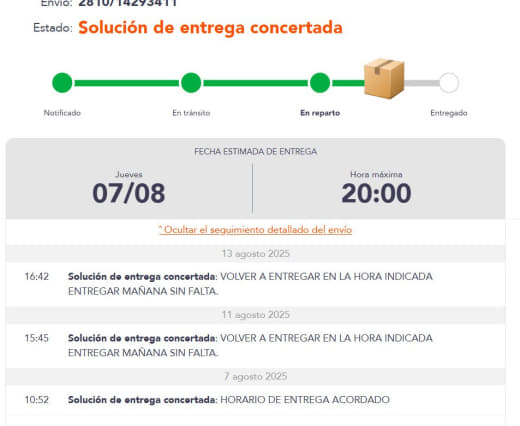 Envío: 2810/14293411
Estado: Solución de entrega concertada
Notificado
En tránsito
En reparto
Entregado
FECHA ESTIMADA DE ENTREGA
Jueves
07/08
Hora máxima
20:00
^ Ocultar el seguimiento detallado del envío
13 agosto 2025
16:42 Solución de entrega concertada: VOLVER A ENTREGAR EN LA HORA INDICADA
ENTREGAR MAÑANA SIN FALTA.
11 agosto 2025
15:45 Solución de entrega concertada: VOLVER A ENTREGAR EN LA HORA INDICADA
ENTREGAR MAÑANA SIN FALTA.
7 agosto 2025
10:52 Solución de entrega concertada: HORARIO DE ENTREGA ACORDADO